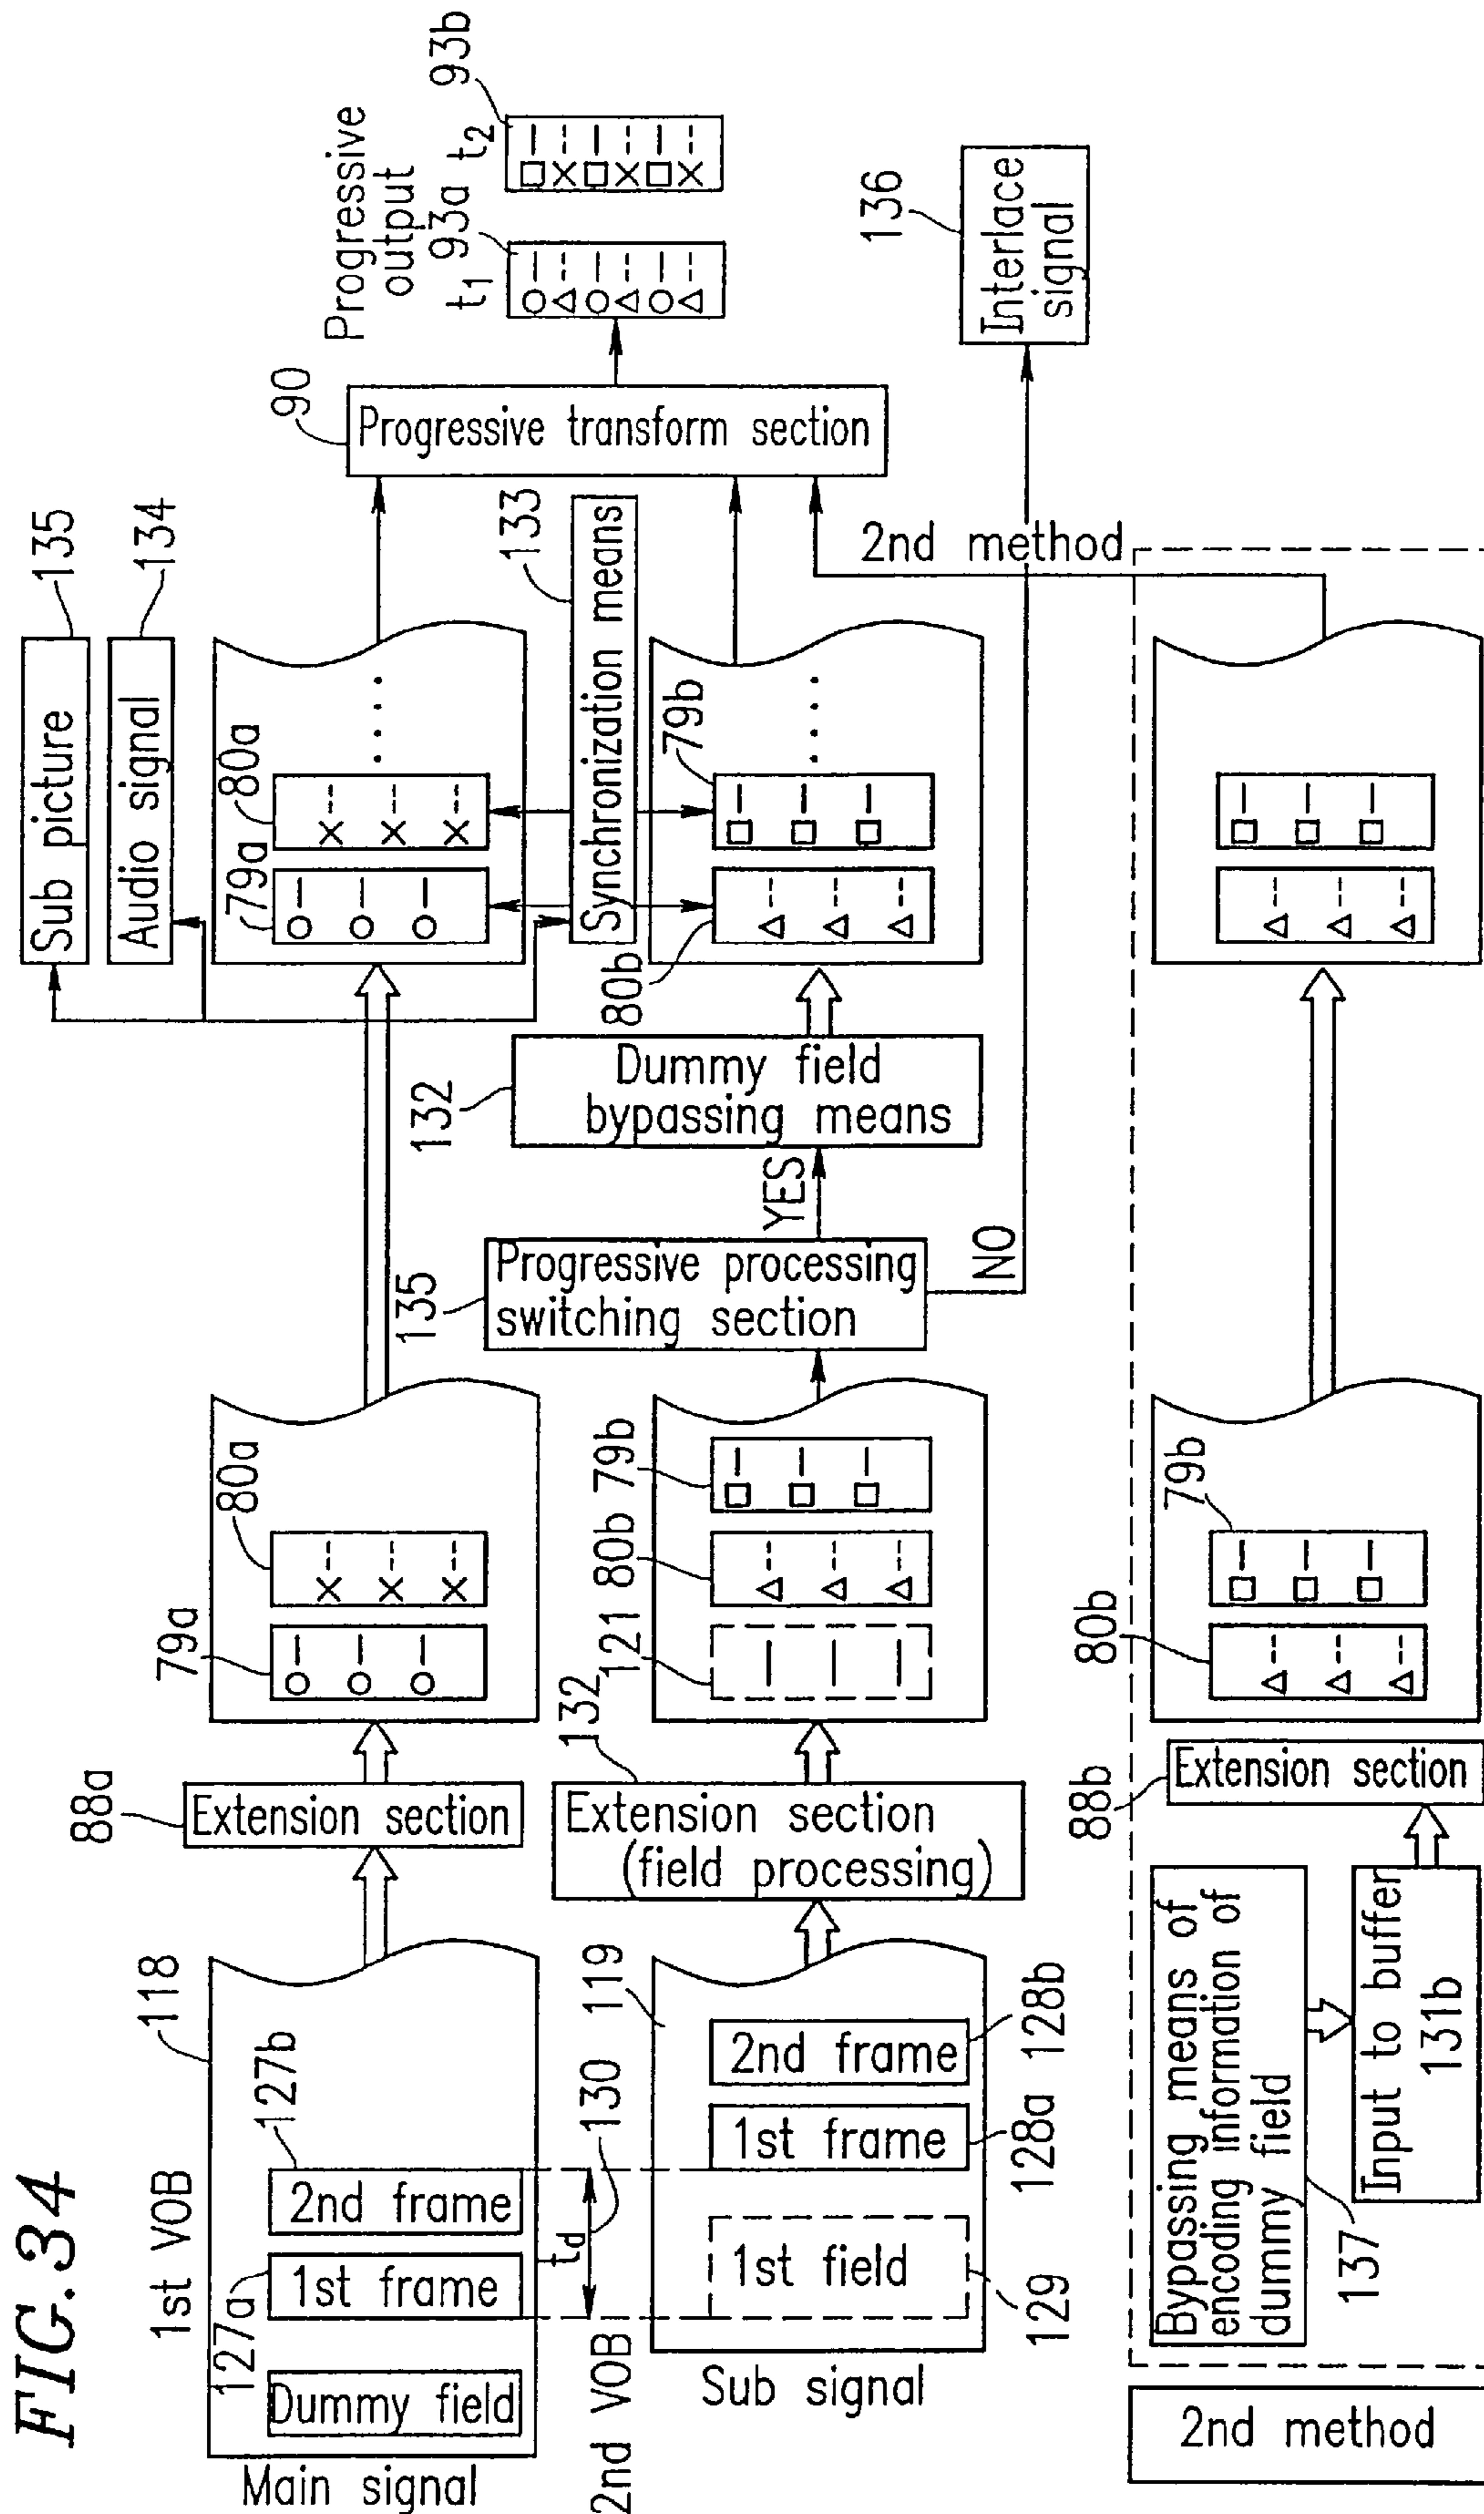 FIG.34
1st VOB
118
127a
127b
Dummy field
1st frame
2nd frame
Main signal
2nd VOB
td
130
119
1st field
1st frame
2nd frame
129
128a
128b
Sub signal
88a
Extension section
132
Extension section
(field processing)
79a
80a
121
80b
79b
135
Progressive processing
switching section
YES
NO
132
Dummy field
bypassing means
135
Sub picture
134
Audio signal
79a
80a
133
Synchronization means
80b
79b
90
Progressive transform section
Progressive
output
t1
93a
t2
93b
136
Interlace
signal
2nd method
2nd method
Bypassing means of
encoding information of
dummy field
137
Input to buffer
131b
88b
Extension section
80b
79b